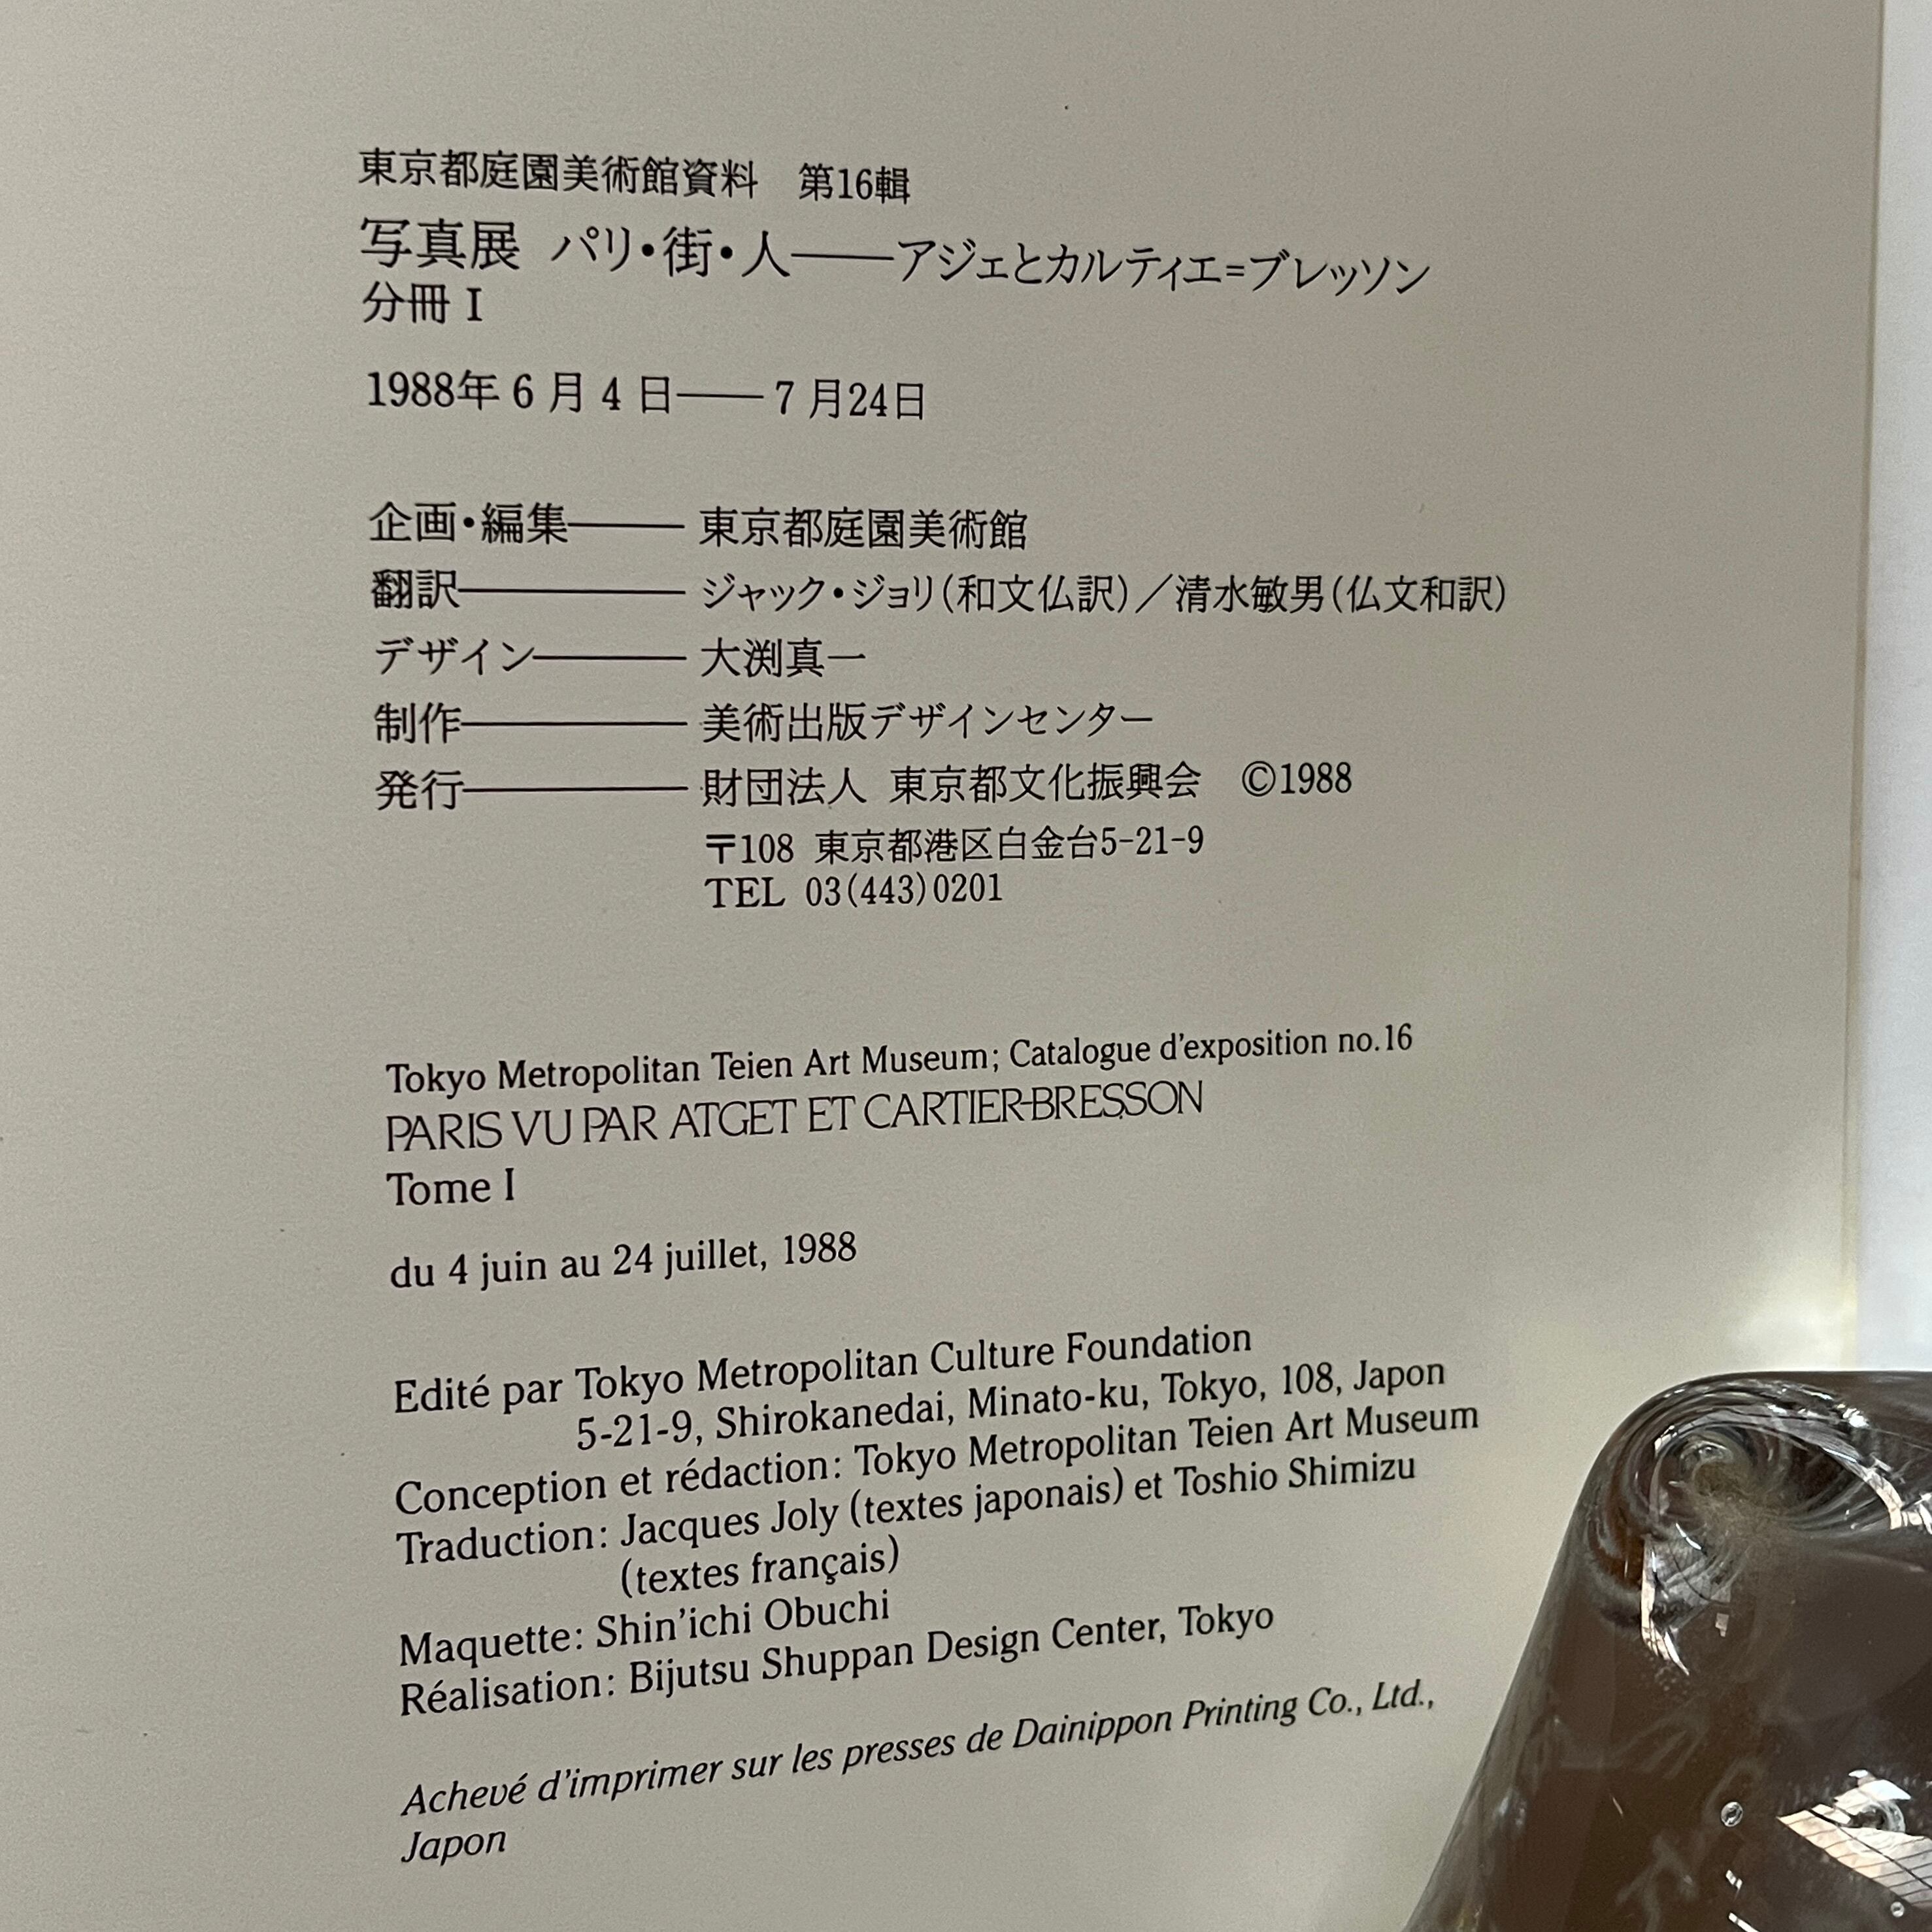 東京都庭園美術館資料　第16輯
写真展 パリ・街・人――アジェとカルティエ=ブレッソン
分冊 I
1988年 6 月 4 日――7 月24日
企画・編集――― 東京都庭園美術館
翻訳――――― ジャック・ジョリ(和文仏訳)／清水敏男(仏文和訳)
デザイン――― 大渕真一
制作――――― 美術出版デザインセンター
発行――――― 財団法人 東京都文化振興会　©1988
〒108 東京都港区白金台5-21-9
TEL 03(443)0201
Tokyo Metropolitan Teien Art Museum; Catalogue d'exposition no.16
PARIS VU PAR ATGET ET CARTIER-BRESSON
Tome I
du 4 juin au 24 juillet, 1988
Edité par Tokyo Metropolitan Culture Foundation
5-21-9, Shirokanedai, Minato-ku, Tokyo, 108, Japon
Conception et rédaction: Tokyo Metropolitan Teien Art Museum
Traduction: Jacques Joly (textes japonais) et Toshio Shimizu
(textes français)
Maquette: Shin'ichi Obuchi
Réalisation: Bijutsu Shuppan Design Center, Tokyo
Achevé d'imprimer sur les presses de Dainippon Printing Co., Ltd.,
Japon